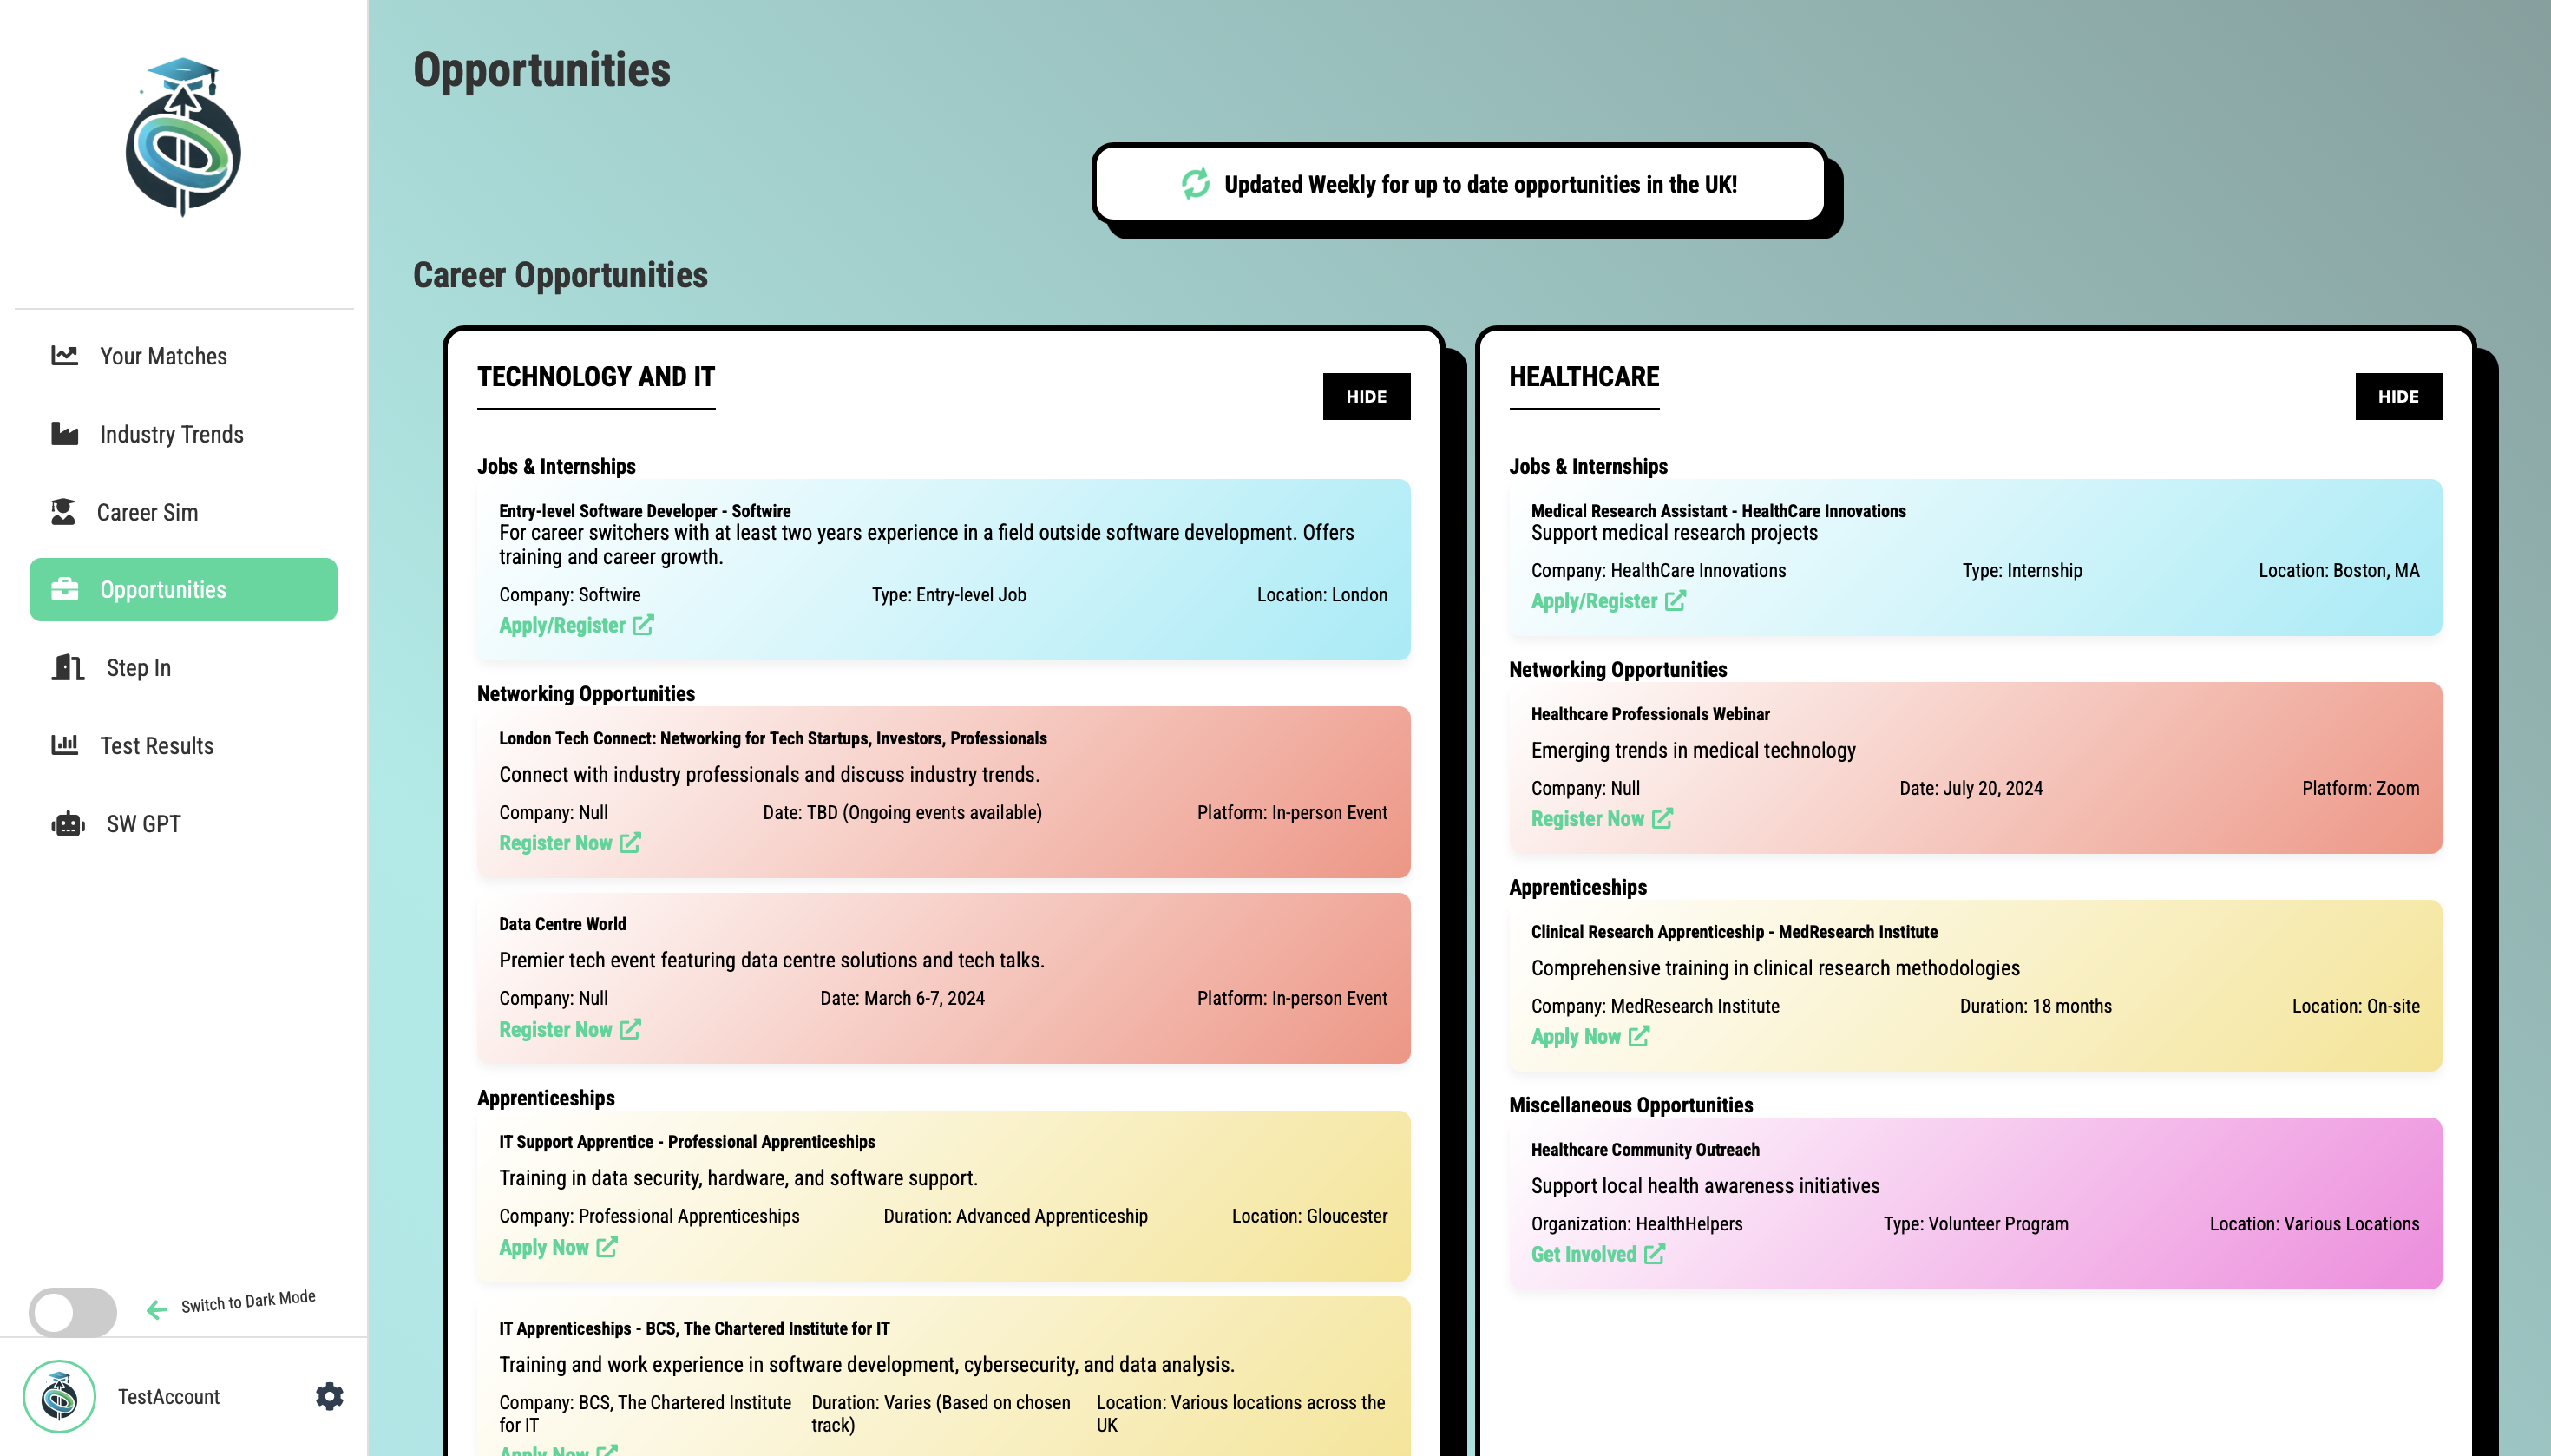 Opportunities
Updated Weekly for up to date opportunities in the UK!
Career Opportunities
Your Matches
Industry Trends
Career Sim
Opportunities
Step In
Test Results
SW GPT
Switch to Dark Mode
TestAccount
TECHNOLOGY AND IT
HIDE
Jobs & Internships
Entry-level Software Developer - Softwire
For career switchers with at least two years experience in a field outside software development. Offers
training and career growth.
Company: Softwire Type: Entry-level Job Location: London
Apply/Register
Networking Opportunities
London Tech Connect: Networking for Tech Startups, Investors, Professionals
Connect with industry professionals and discuss industry trends.
Company: Null Date: TBD (Ongoing events available) Platform: In-person Event
Register Now
Data Centre World
Premier tech event featuring data centre solutions and tech talks.
Company: Null Date: March 6-7, 2024 Platform: In-person Event
Register Now
Apprenticeships
IT Support Apprentice - Professional Apprenticeships
Training in data security, hardware, and software support.
Company: Professional Apprenticeships Duration: Advanced Apprenticeship Location: Gloucester
Apply Now
IT Apprenticeships - BCS, The Chartered Institute for IT
Training and work experience in software development, cybersecurity, and data analysis.
Company: BCS, The Chartered Institute Duration: Varies (Based on chosen Location: Various locations across the
for IT track) UK
Apply Now
HEALTHCARE
HIDE
Jobs & Internships
Medical Research Assistant - HealthCare Innovations
Support medical research projects
Company: HealthCare Innovations Type: Internship Location: Boston, MA
Apply/Register
Networking Opportunities
Healthcare Professionals Webinar
Emerging trends in medical technology
Company: Null Date: July 20, 2024 Platform: Zoom
Register Now
Apprenticeships
Clinical Research Apprenticeship - MedResearch Institute
Comprehensive training in clinical research methodologies
Company: MedResearch Institute Duration: 18 months Location: On-site
Apply Now
Miscellaneous Opportunities
Healthcare Community Outreach
Support local health awareness initiatives
Organization: HealthHelpers Type: Volunteer Program Location: Various Locations
Get Involved